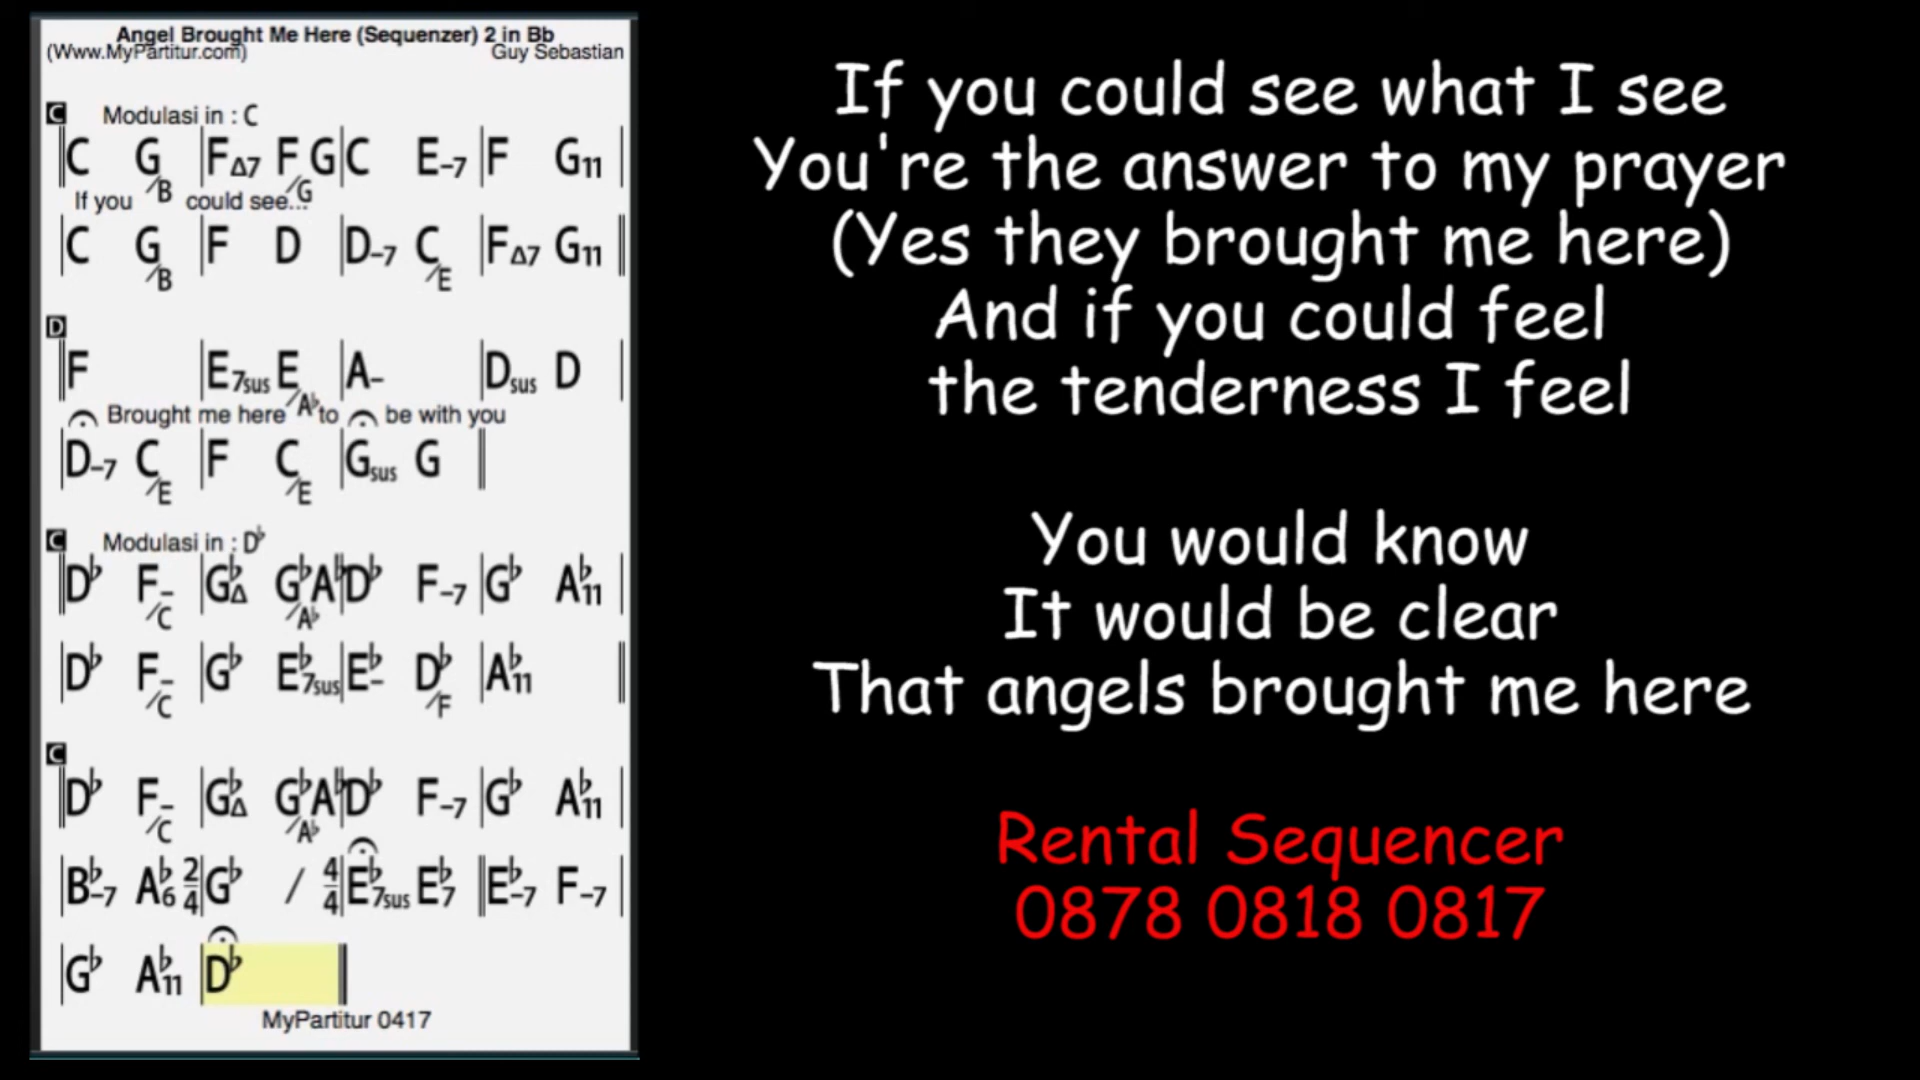 Angel Brought Me Here (Sequenzer) 2 in Bb
(Www.MyPartitur.com) Guy Sebastian
C Modulasi in : C
C G/B | FΔ7 F/G G | C E-7 | F G11 |
If you could see...
| C G/B | F D | D-7 C/E | FΔ7 G11 ||
D
|| F | E7sus E/A♭ | A- | Dsus D |
Brought me here to be with you
| D-7 C/E | F C/E | Gsus G ||
C Modulasi in : D♭
|| D♭ F-/C | G♭Δ G♭/A♭ A♭ | D♭ F-7 | G♭ A♭11 |
| D♭ F-/C | G♭ E♭7sus | E♭- D♭/F | A♭11 ||
C
|| D♭ F-/C | G♭Δ G♭/A♭ A♭ | D♭ F-7 | G♭ A♭11 |
| B♭-7 A♭6 2/4 | G♭ / 4/4 | E♭7sus E♭7 || E♭-7 F-7 |
| G♭ A♭11 | D♭ ||
MyPartitur 0417
If you could see what I see
You're the answer to my prayer
(Yes they brought me here)
And if you could feel
the tenderness I feel
You would know
It would be clear
That angels brought me here
Rental Sequencer
0878 0818 0817